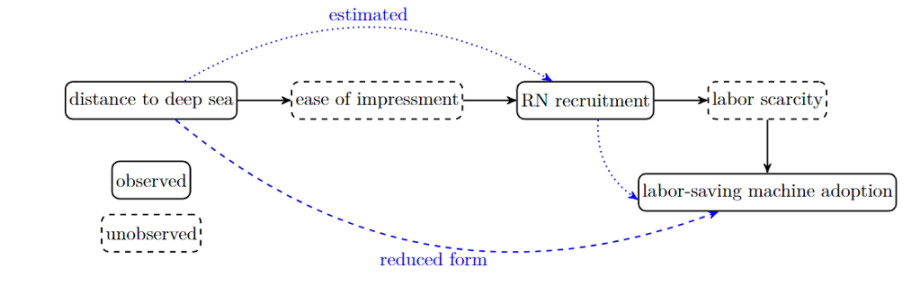 estimated
distance to deep sea
ease of impressment
RN recruitment
labor scarcity
observed
labor-saving machine adoption
unobserved
reduced form